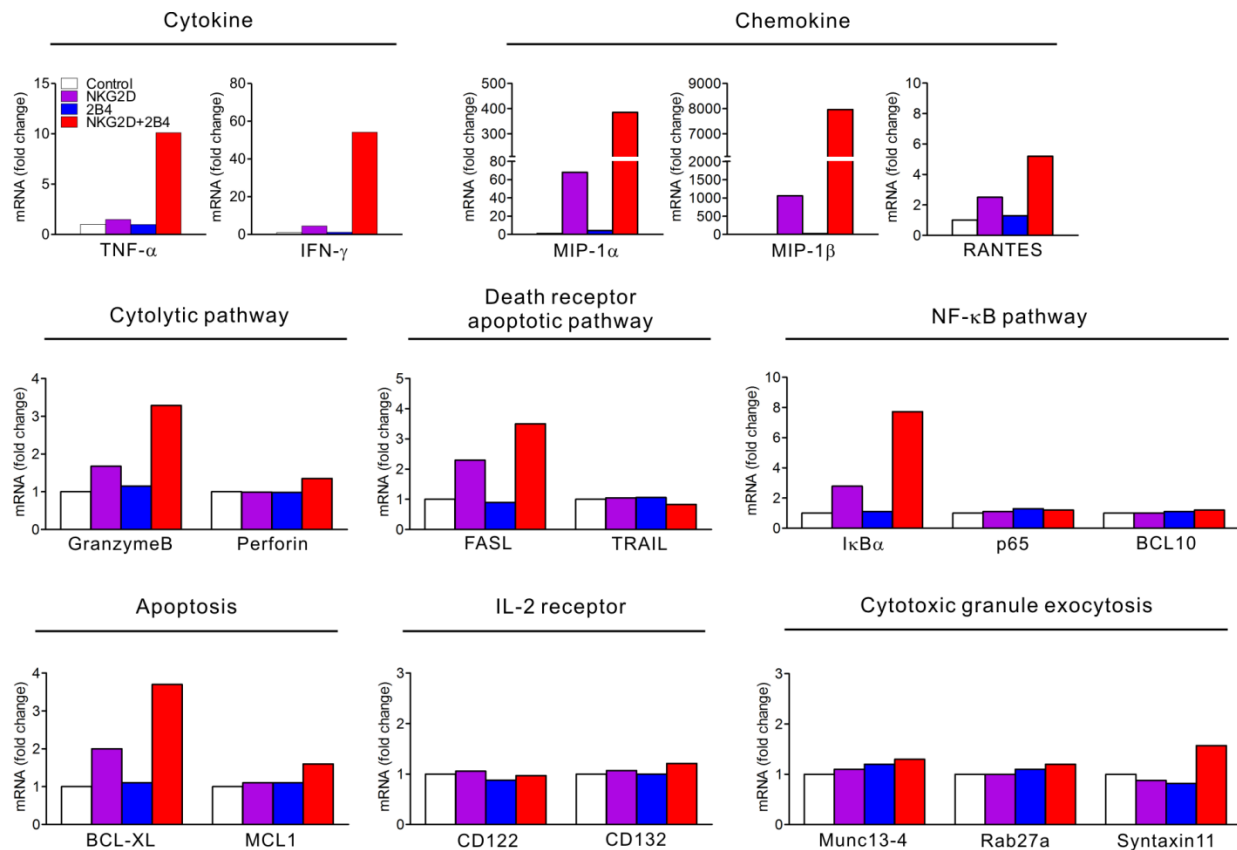 Cytokine
Chemokine
mRNA (fold change)
15
10
5
0
Control
NKG2D
2B4
NKG2D+2B4
TNF-α
80
60
40
20
0
IFN-γ
mRNA (fold change)
500
400
300
80
60
40
20
0
MIP-1α
mRNA (fold change)
9000
8000
7000
6000
2000
1500
1000
500
0
MIP-1β
mRNA (fold change)
10
8
6
4
2
0
RANTES
Cytolytic pathway
Death receptor
apoptotic pathway
NF-κB pathway
mRNA (fold change)
4
3
2
1
0
GranzymeB
Perforin
mRNA (fold change)
5
4
3
2
1
0
FASL
TRAIL
mRNA (fold change)
10
8
6
4
2
0
IκBα
p65
BCL10
Apoptosis
IL-2 receptor
Cytotoxic granule exocytosis
mRNA (fold change)
4
3
2
1
0
BCL-XL
MCL1
mRNA (fold change)
3
2
1
0
CD122
CD132
mRNA (fold change)
3
2
1
0
Munc13-4
Rab27a
Syntaxin11